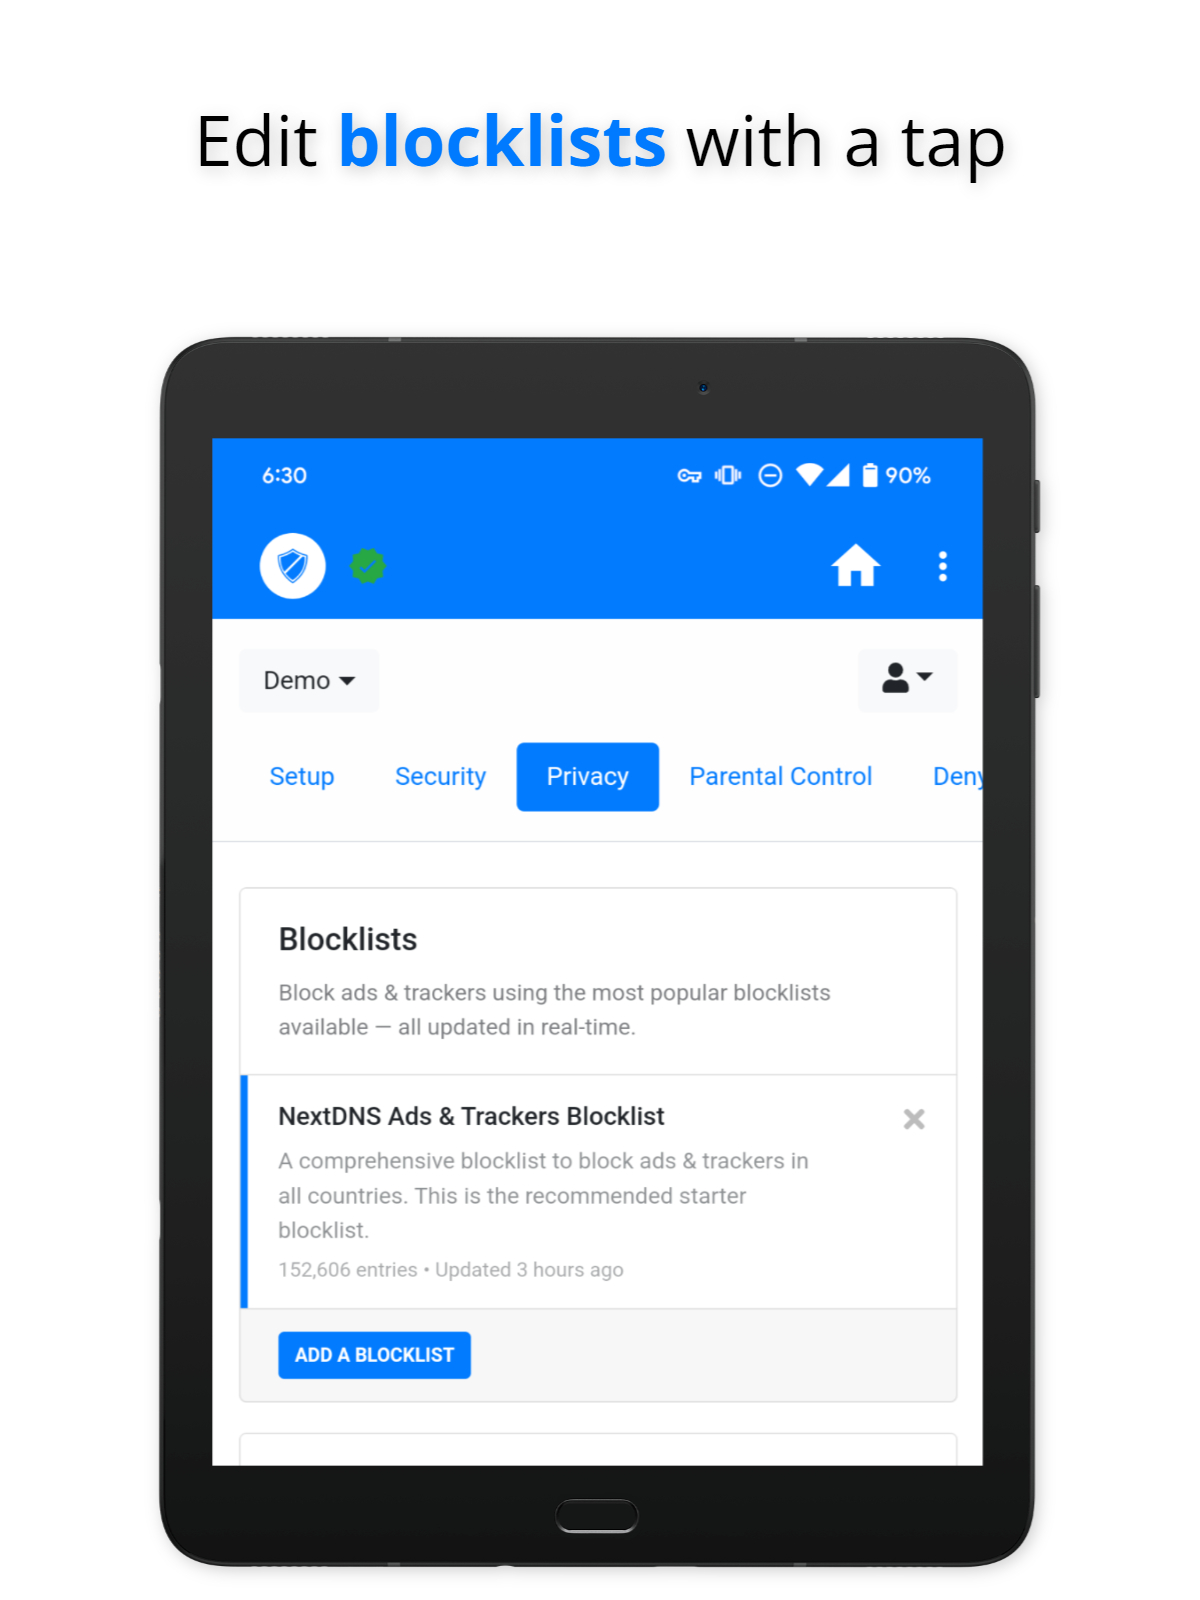 Edit blocklists with a tap
6:30 90%
Demo
Setup Security Privacy Parental Control Deny
Blocklists
Block ads & trackers using the most popular blocklists
available — all updated in real-time.
NextDNS Ads & Trackers Blocklist
A comprehensive blocklist to block ads & trackers in
all countries. This is the recommended starter
blocklist.
152,606 entries • Updated 3 hours ago
ADD A BLOCKLIST